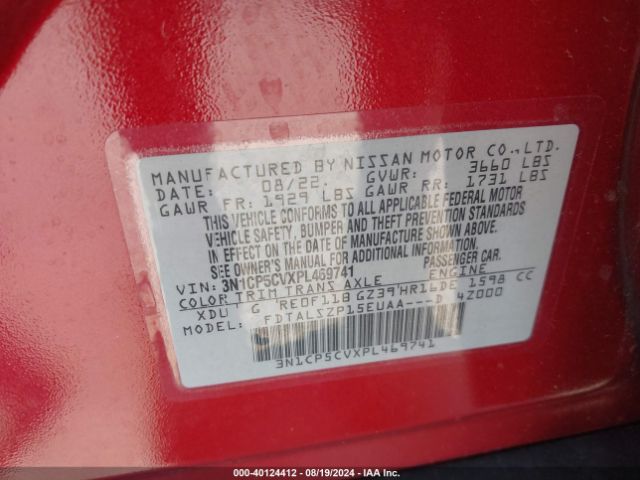 MANUFACTURED BY NISSAN MOTOR CO.,LTD.
DATE: 08/22. GVWR: 3660 LBS
GAWR FR: 1929 LBS GAWR RR: 1731 LBS
THIS VEHICLE CONFORMS TO ALL APPLICABLE FEDERAL MOTOR
VEHICLE SAFETY, BUMPER AND THEFT PREVENTION STANDARDS
IN EFFECT ON THE DATE OF MANUFACTURE SHOWN ABOVE.
SEE OWNER'S MANUAL FOR ADDITIONAL INFORMATION.
VIN: 3N1CP5CVXPL469741 PASSENGER CAR.
COLOR TRIM TRANS AXLE ENGINE
XDU G RE0F11B GZ39 HR16DE 1598 CC
MODEL: FDTALSZP15EUAA---D 4Z000
3N1CP5CVXPL469741
000-40124412 - 08/19/2024 - IAA Inc.